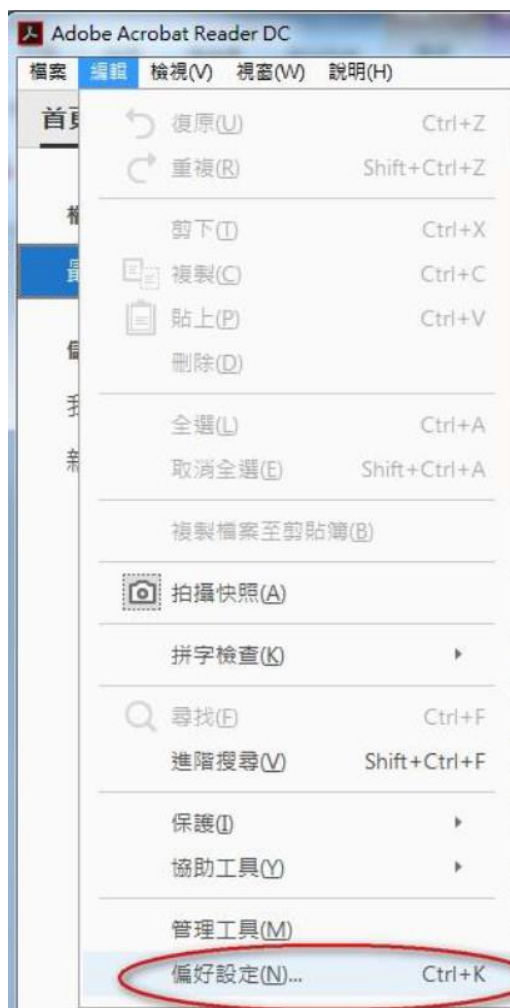 Adobe Acrobat Reader DC
檔案 編輯 檢視(V) 視窗(W) 說明(H)
首
復原(U) Ctrl+Z
重複(R) Shift+Ctrl+Z
剪下(T) Ctrl+X
複製(C) Ctrl+C
貼上(P) Ctrl+V
刪除(D)
全選(L) Ctrl+A
取消全選(E) Shift+Ctrl+A
複製檔案至剪貼簿(B)
拍攝快照(A)
拼字檢查(K)
尋找(F) Ctrl+F
進階搜尋(V) Shift+Ctrl+F
保護(I)
協助工具(Y)
管理工具(M)
偏好設定(N)... Ctrl+K